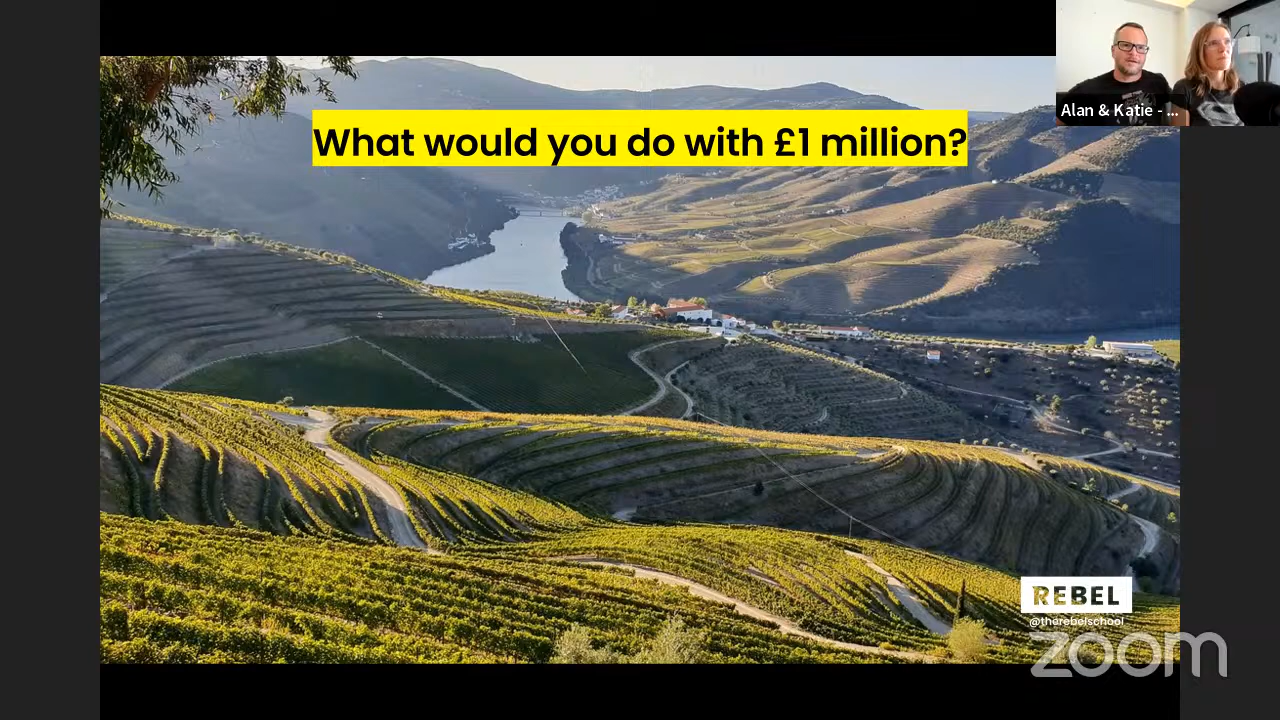 What would you do with £1 million?
Alan & Katie - ...
REBEL
@therebelschool
zoom